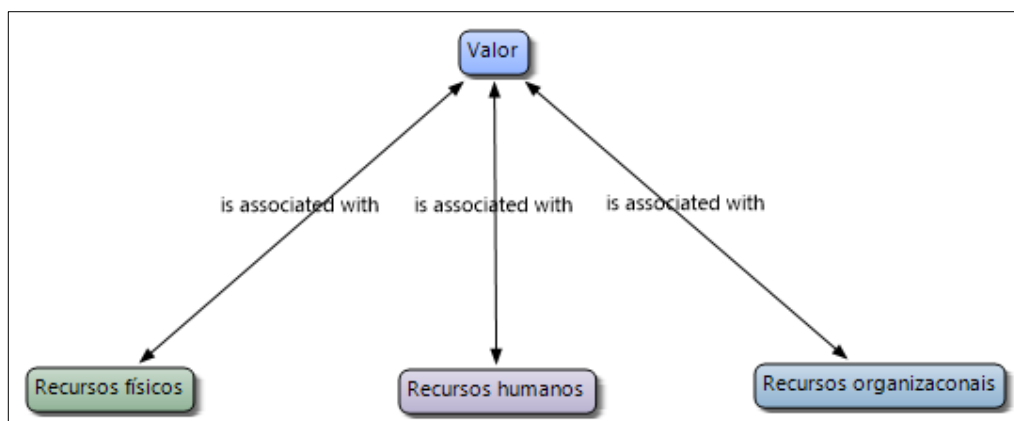 Valor
is associated with
is associated with
is associated with
Recursos físicos
Recursos humanos
Recursos organizaconais